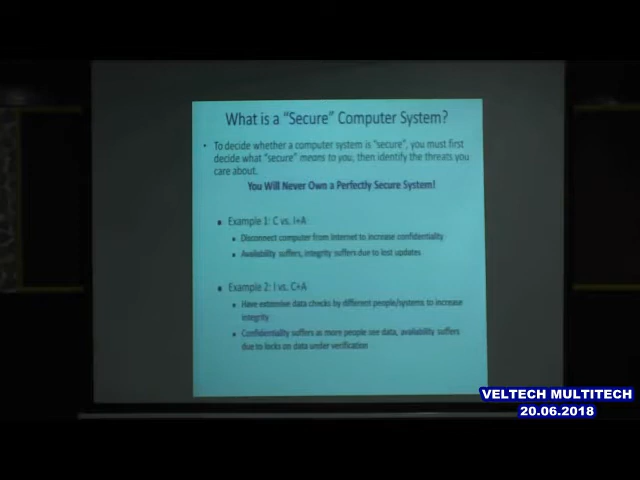 What is a “Secure” Computer System?
• To decide whether a computer system is “secure”, you must first
decide what “secure” means to you, then identify the threats you
care about.
You Will Never Own a Perfectly Secure System!
▪ Example 1: C vs. I+A
▪ Disconnect computer from Internet to increase confidentiality
▪ Availability suffers, integrity suffers due to lost updates
▪ Example 2: I vs. C+A
▪ Have extensive data checks by different people/systems to increase
integrity
▪ Confidentiality suffers as more people see data, availability suffers
due to locks on data under verification
VELTECH MULTITECH
20.06.2018